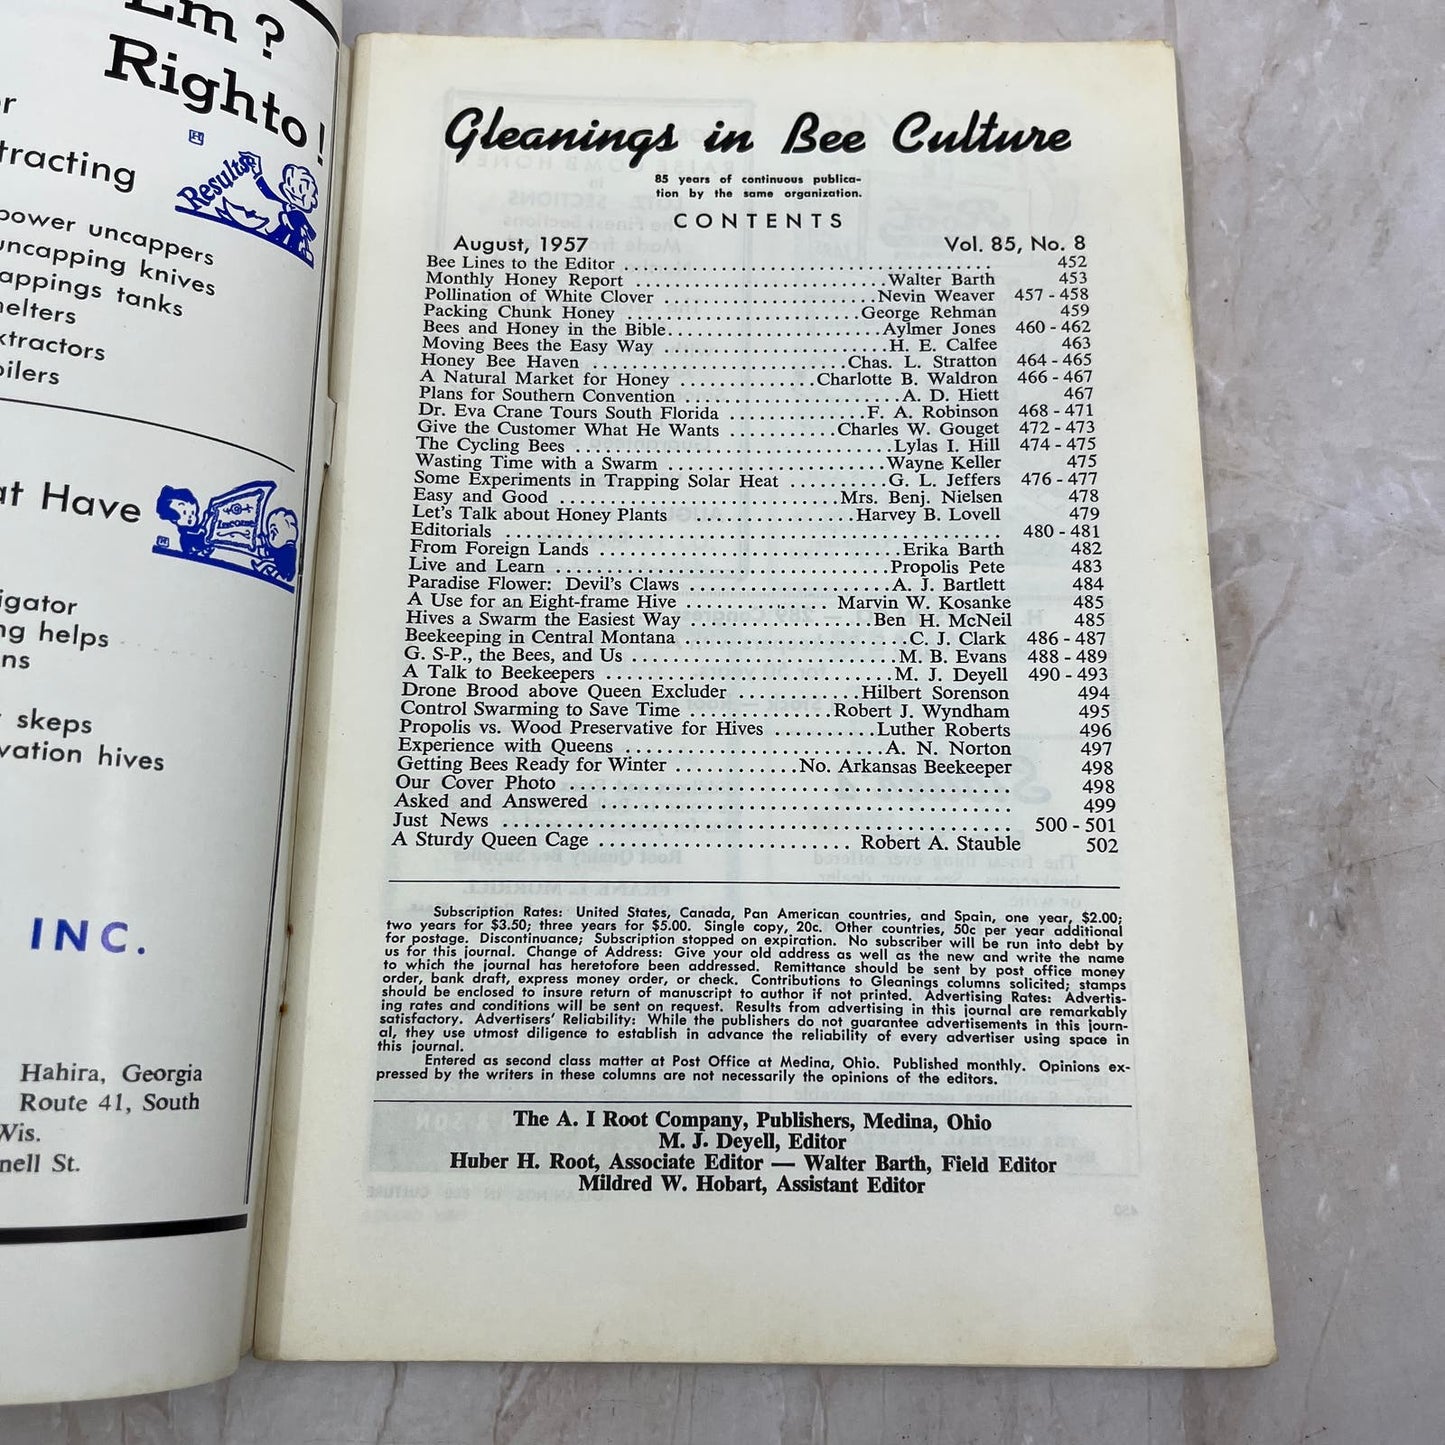 Em?
Righto!
Results
tracting
power uncappers
uncapping knives
appings tanks
melters
xtractors
oilers
at Have
Income
igator
ng helps
ns
skeps
vation hives
INC.
Hahira, Georgia
Route 41, South
Wis.
nell St.
Gleanings in Bee Culture
85 years of continuous publica-
tion by the same organization.
CONTENTS
August, 1957 Vol. 85, No. 8
Bee Lines to the Editor 452
Monthly Honey Report Walter Barth 453
Pollination of White Clover Nevin Weaver 457 - 458
Packing Chunk Honey George Rehman 459
Bees and Honey in the Bible Aylmer Jones 460 - 462
Moving Bees the Easy Way H. E. Calfee 463
Honey Bee Haven Chas. L. Stratton 464 - 465
A Natural Market for Honey Charlotte B. Waldron 466 - 467
Plans for Southern Convention A. D. Hiett 467
Dr. Eva Crane Tours South Florida F. A. Robinson 468 - 471
Give the Customer What He Wants Charles W. Gouget 472 - 473
The Cycling Bees Lylas I. Hill 474 - 475
Wasting Time with a Swarm Wayne Keller 475
Some Experiments in Trapping Solar Heat G. L. Jeffers 476 - 477
Easy and Good Mrs. Benj. Nielsen 478
Let's Talk about Honey Plants Harvey B. Lovell 479
Editorials 480 - 481
From Foreign Lands Erika Barth 482
Live and Learn Propolis Pete 483
Paradise Flower: Devil's Claws A. J. Bartlett 484
A Use for an Eight-frame Hive Marvin W. Kosanke 485
Hives a Swarm the Easiest Way Ben H. McNeil 485
Beekeeping in Central Montana C. J. Clark 486 - 487
G. S-P., the Bees, and Us M. B. Evans 488 - 489
A Talk to Beekeepers M. J. Deyell 490 - 493
Drone Brood above Queen Excluder Hilbert Sorenson 494
Control Swarming to Save Time Robert J. Wyndham 495
Propolis vs. Wood Preservative for Hives Luther Roberts 496
Experience with Queens A. N. Norton 497
Getting Bees Ready for Winter No. Arkansas Beekeeper 498
Our Cover Photo 498
Asked and Answered 499
Just News 500 - 501
A Sturdy Queen Cage Robert A. Stauble 502
Subscription Rates: United States, Canada, Pan American countries, and Spain, one year, $2.00;
two years for $3.50; three years for $5.00. Single copy, 20c. Other countries, 50c per year additional
for postage. Discontinuance; Subscription stopped on expiration. No subscriber will be run into debt by
us for this journal. Change of Address: Give your old address as well as the new and write the name
to which the journal has heretofore been addressed. Remittance should be sent by post office money
order, bank draft, express money order, or check. Contributions to Gleanings columns solicited; stamps
should be enclosed to insure return of manuscript to author if not printed. Advertising Rates: Advertis-
ing rates and conditions will be sent on request. Results from advertising in this journal are remarkably
satisfactory. Advertisers' Reliability: While the publishers do not guarantee advertisements in this journ-
al, they use utmost diligence to establish in advance the reliability of every advertiser using space in
this journal.
Entered as second class matter at Post Office at Medina, Ohio. Published monthly. Opinions ex-
pressed by the writers in these columns are not necessarily the opinions of the editors.
The A. I Root Company, Publishers, Medina, Ohio
M. J. Deyell, Editor
Huber H. Root, Associate Editor — Walter Barth, Field Editor
Mildred W. Hobart, Assistant Editor